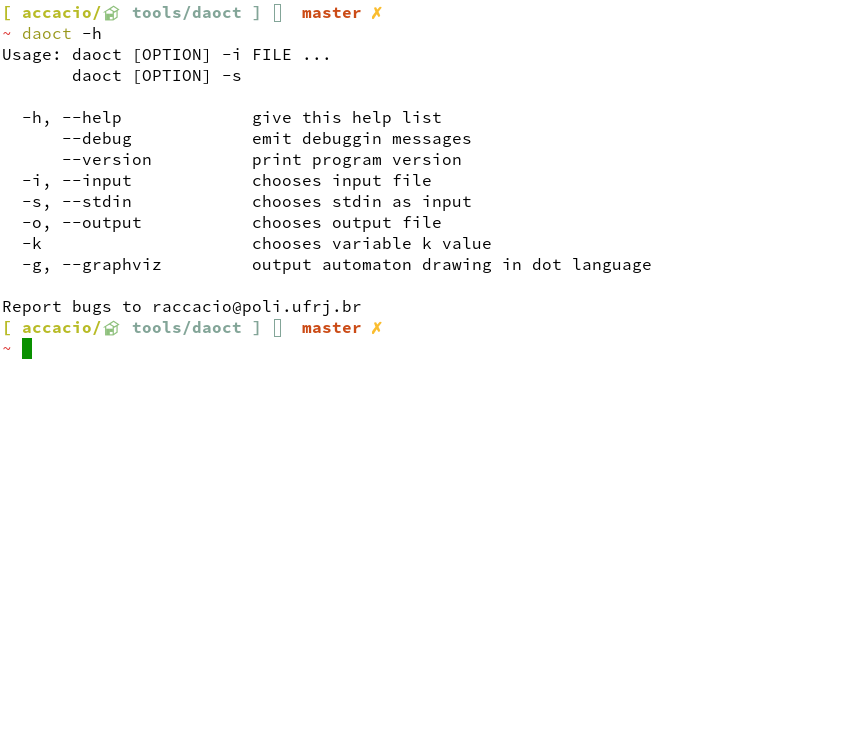 [ accacio/ tools/daoct ] master ✗
~ daoct -h
Usage: daoct [OPTION] -i FILE ...
       daoct [OPTION] -s
  -h, --help             give this help list
      --debug            emit debuggin messages
      --version          print program version
  -i, --input            chooses input file
  -s, --stdin            chooses stdin as input
  -o, --output           chooses output file
  -k                     chooses variable k value
  -g, --graphviz         output automaton drawing in dot language
Report bugs to raccacio@poli.ufrj.br
[ accacio/ tools/daoct ] master ✗
~